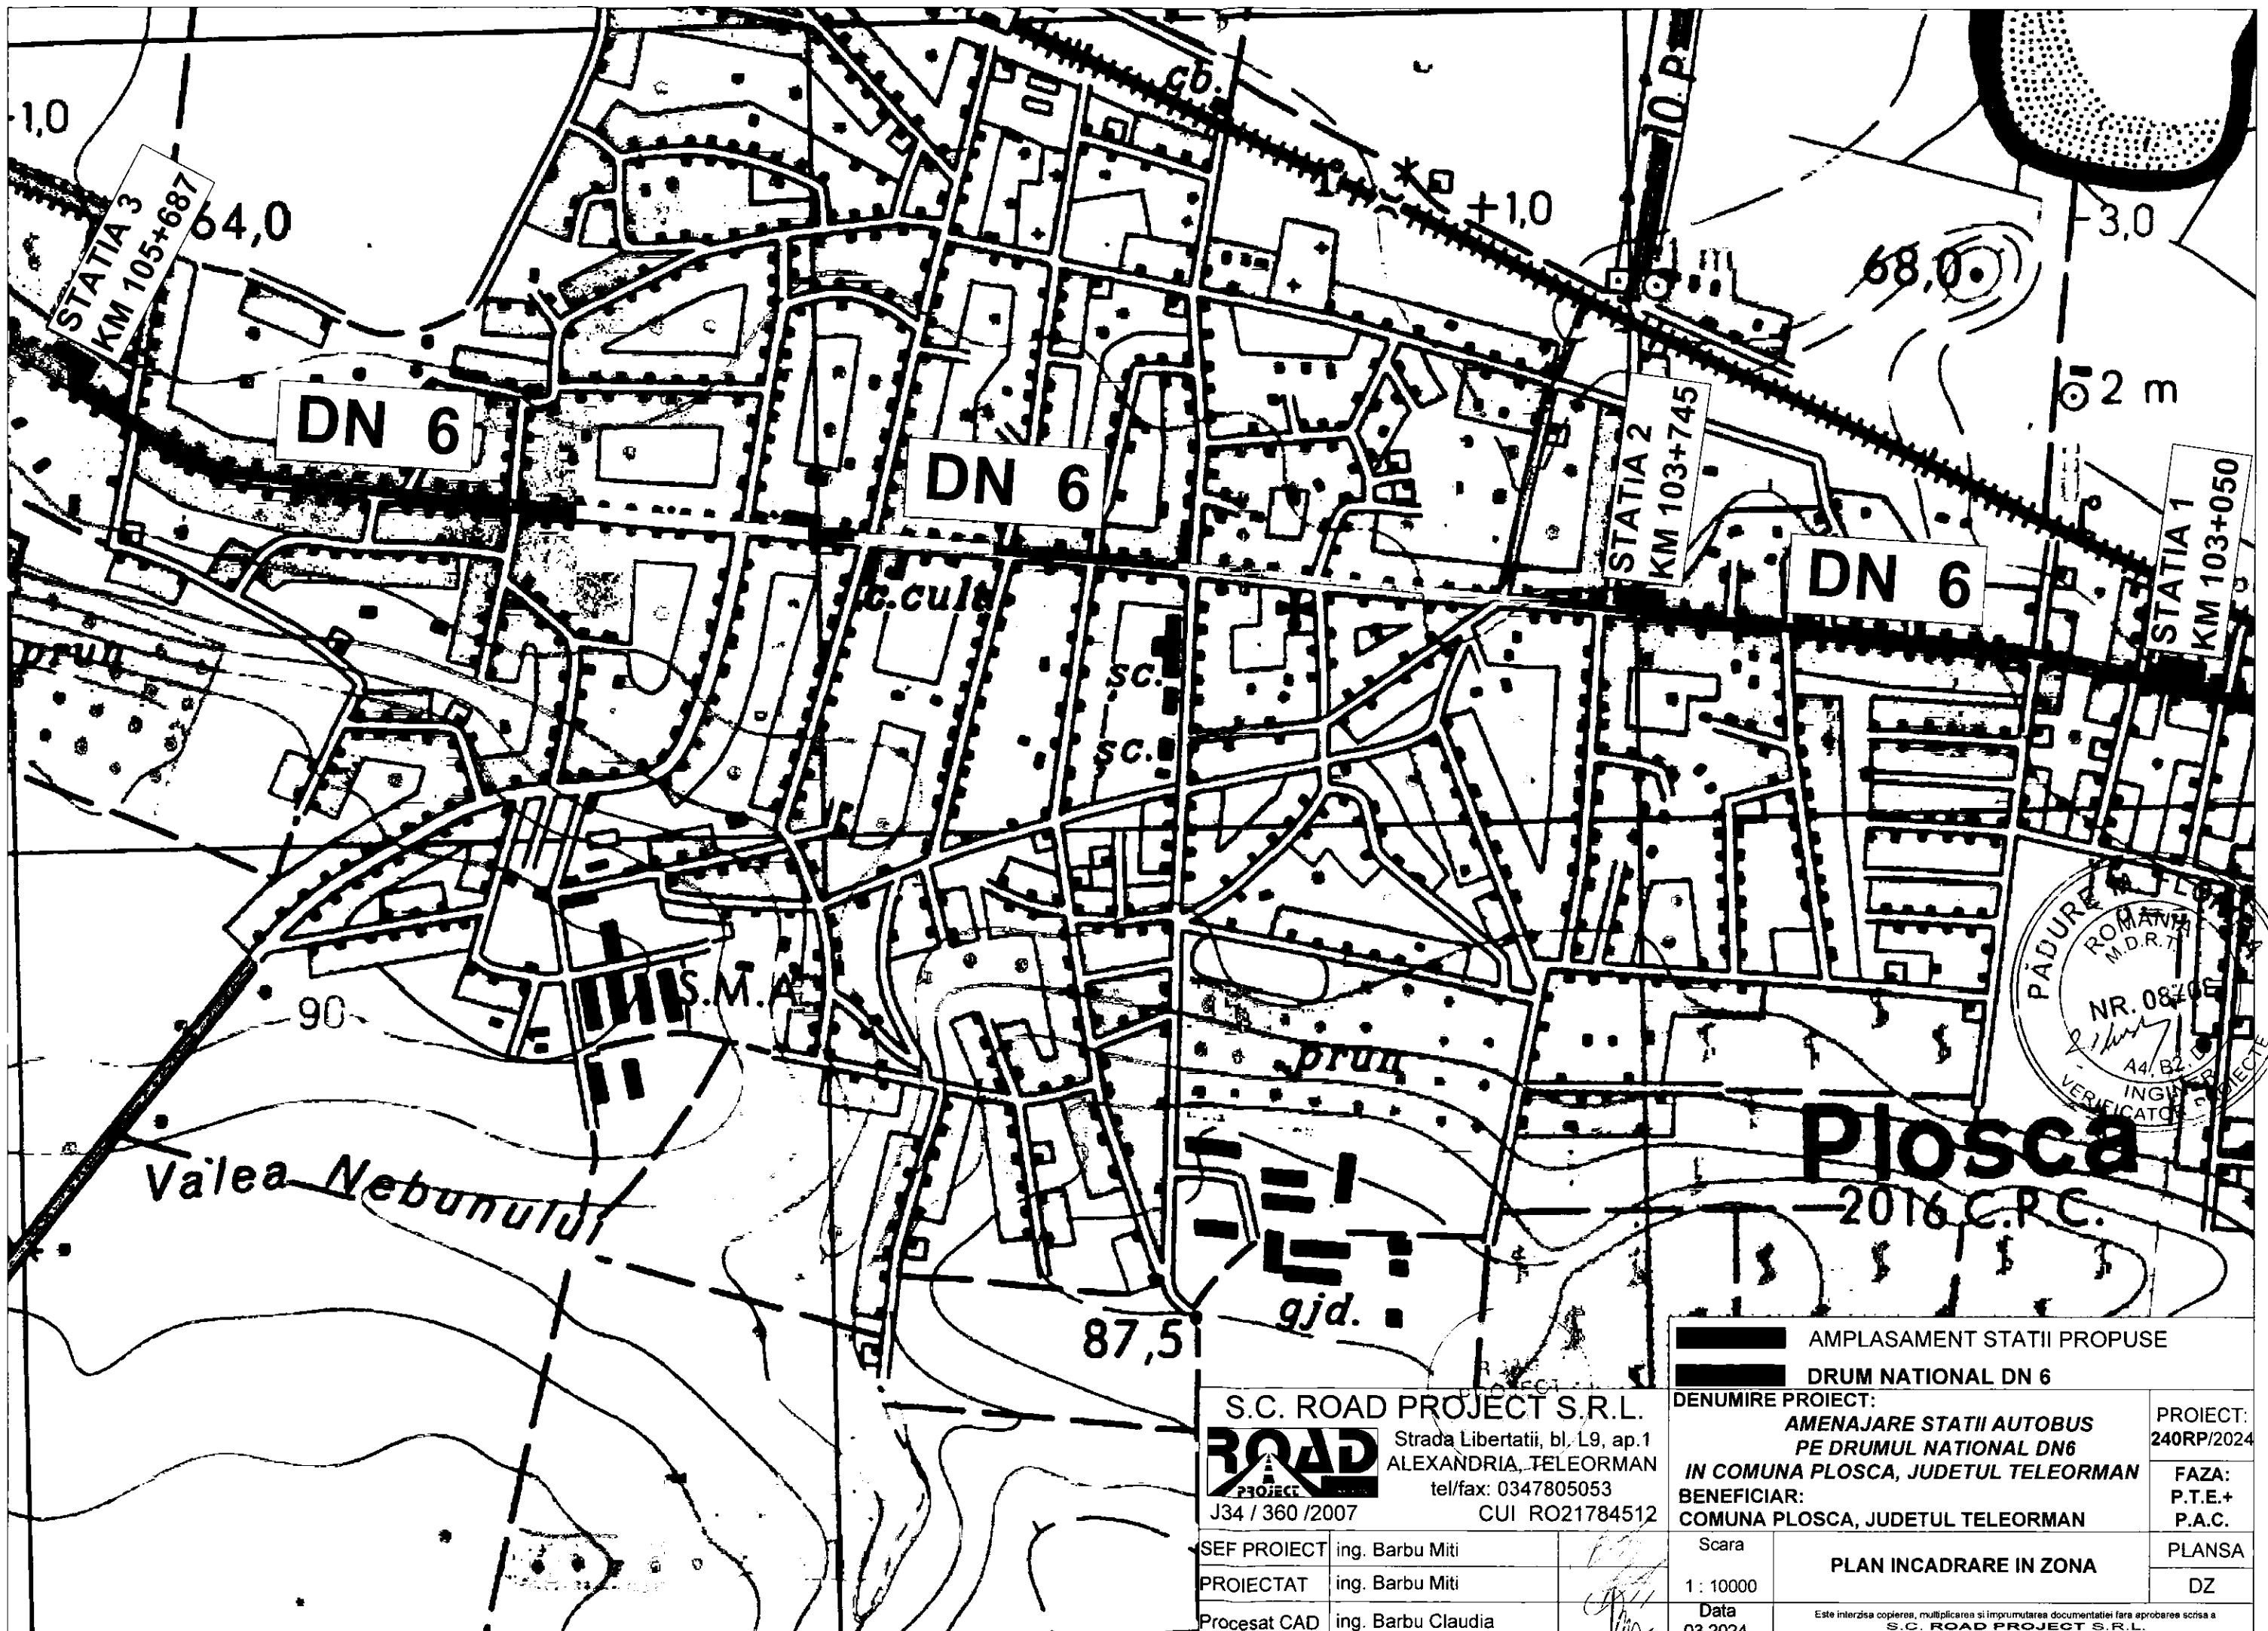 cb.
10 P
1,0
STATIA 3
KM 105+687
64,0
+1,0
3,0
68,0
2 m
DN 6
DN 6
STATIA 2
KM 103+745
DN 6
STATIA 1
KM 103+050
c.cult
sc.
sc.
S.M.A
90
prun
Valea Nebunului
ROMANIA
M.D.R.T.
NR.
A4, B2, D
VERIFICATOR PROIECTE
Plosca
2016 C.P.C.
gjd.
87,5
AMPLASAMENT STATII PROPUSE
DRUM NATIONAL DN 6
S.C. ROAD PROJECT S.R.L.
ROAD
PROJECT
Strada Libertatii, bl. L9, ap.1
ALEXANDRIA, TELEORMAN
tel/fax: 0347805053
J34 / 360 /2007 CUI RO21784512
DENUMIRE PROIECT:
AMENAJARE STATII AUTOBUS
PE DRUMUL NATIONAL DN6
IN COMUNA PLOSCA, JUDETUL TELEORMAN
BENEFICIAR:
COMUNA PLOSCA, JUDETUL TELEORMAN
PROIECT:
240RP/2024
FAZA:
P.T.E.+
P.A.C.
SEF PROIECT ing. Barbu Miti
PROIECTAT ing. Barbu Miti
Procesat CAD ing. Barbu Claudia
Scara
1 : 10000
Data
03.2024
PLAN INCADRARE IN ZONA
PLANSA
DZ
Este interzisa copierea, multiplicarea si imprumutarea documentatiei fara aprobarea scrisa a
S.C. ROAD PROJECT S.R.L.